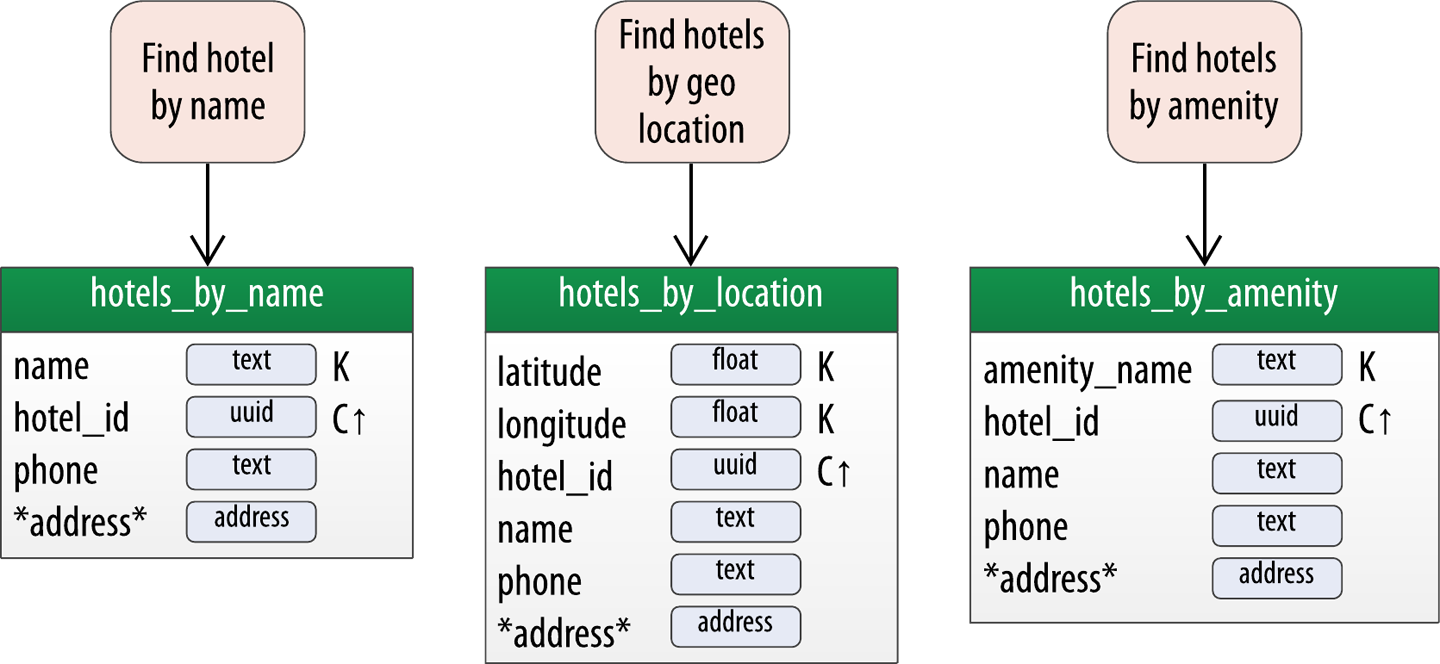 Find hotel
by name
Find hotels
by geo
location
Find hotels
by amenity
hotels_by_name
name text K
hotel_id uuid C↑
phone text
*address* address
hotels_by_location
latitude float K
longitude float K
hotel_id uuid C↑
name text
phone text
*address* address
hotels_by_amenity
amenity_name text K
hotel_id uuid C↑
name text
phone text
*address* address